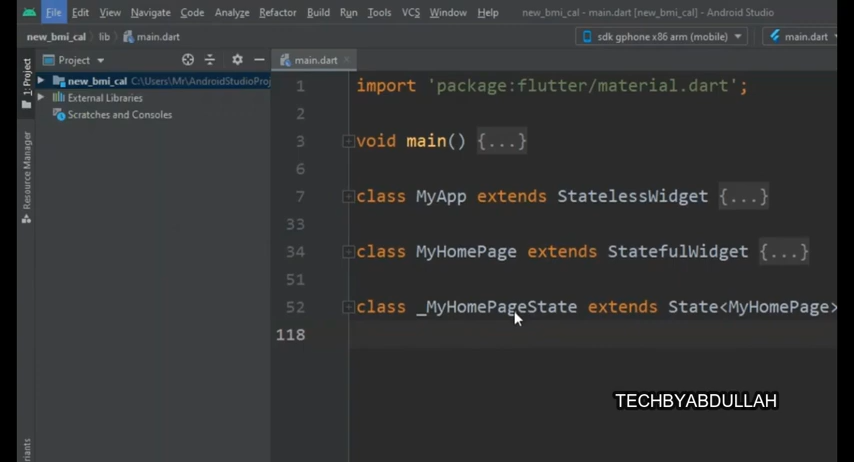 File Edit View Navigate Code Analyze Refactor Build Run Tools VCS Window Help new_bmi_cal - main.dart [new_bmi_cal] - Android Studio
new_bmi_cal lib main.dart sdk gphone x86 arm (mobile) main.dart
1: Project Project main.dart
new_bmi_cal C:\Users\Mr\AndroidStudioProj
External Libraries
Scratches and Consoles
Resource Manager
1 import 'package:flutter/material.dart';
2
3 void main() {...}
6
7 class MyApp extends StatelessWidget {...}
33
34 class MyHomePage extends StatefulWidget {...}
51
52 class _MyHomePageState extends State<MyHomePage>
118
TECHBYABDULLAH